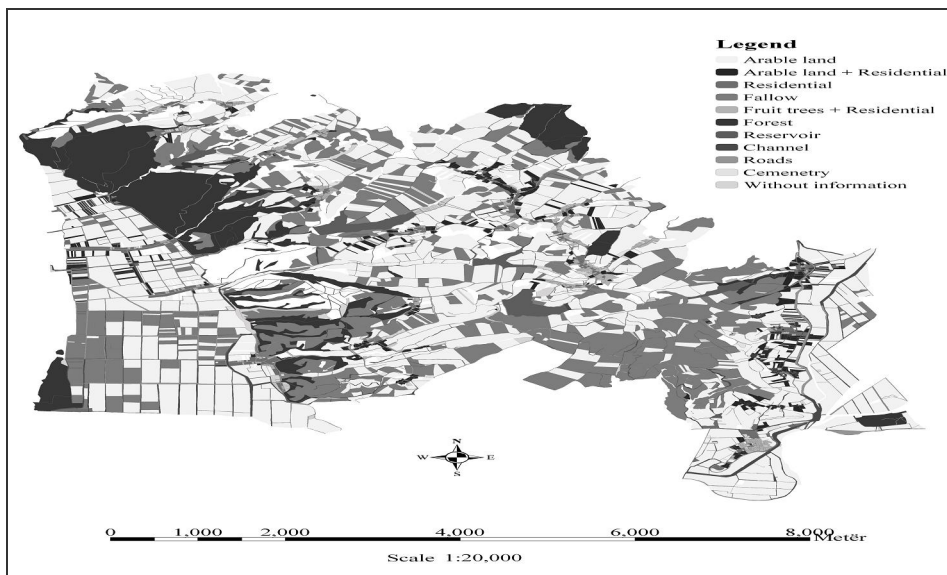 Legend
Arable land
Arable land + Residential
Residential
Fallow
Fruit trees + Residential
Forest
Reservoir
Channel
Roads
Cemenetry
Without information
N
W E
S
0 1,000 2,000 4,000 6,000 8,000
Metër
Scale 1:20,000